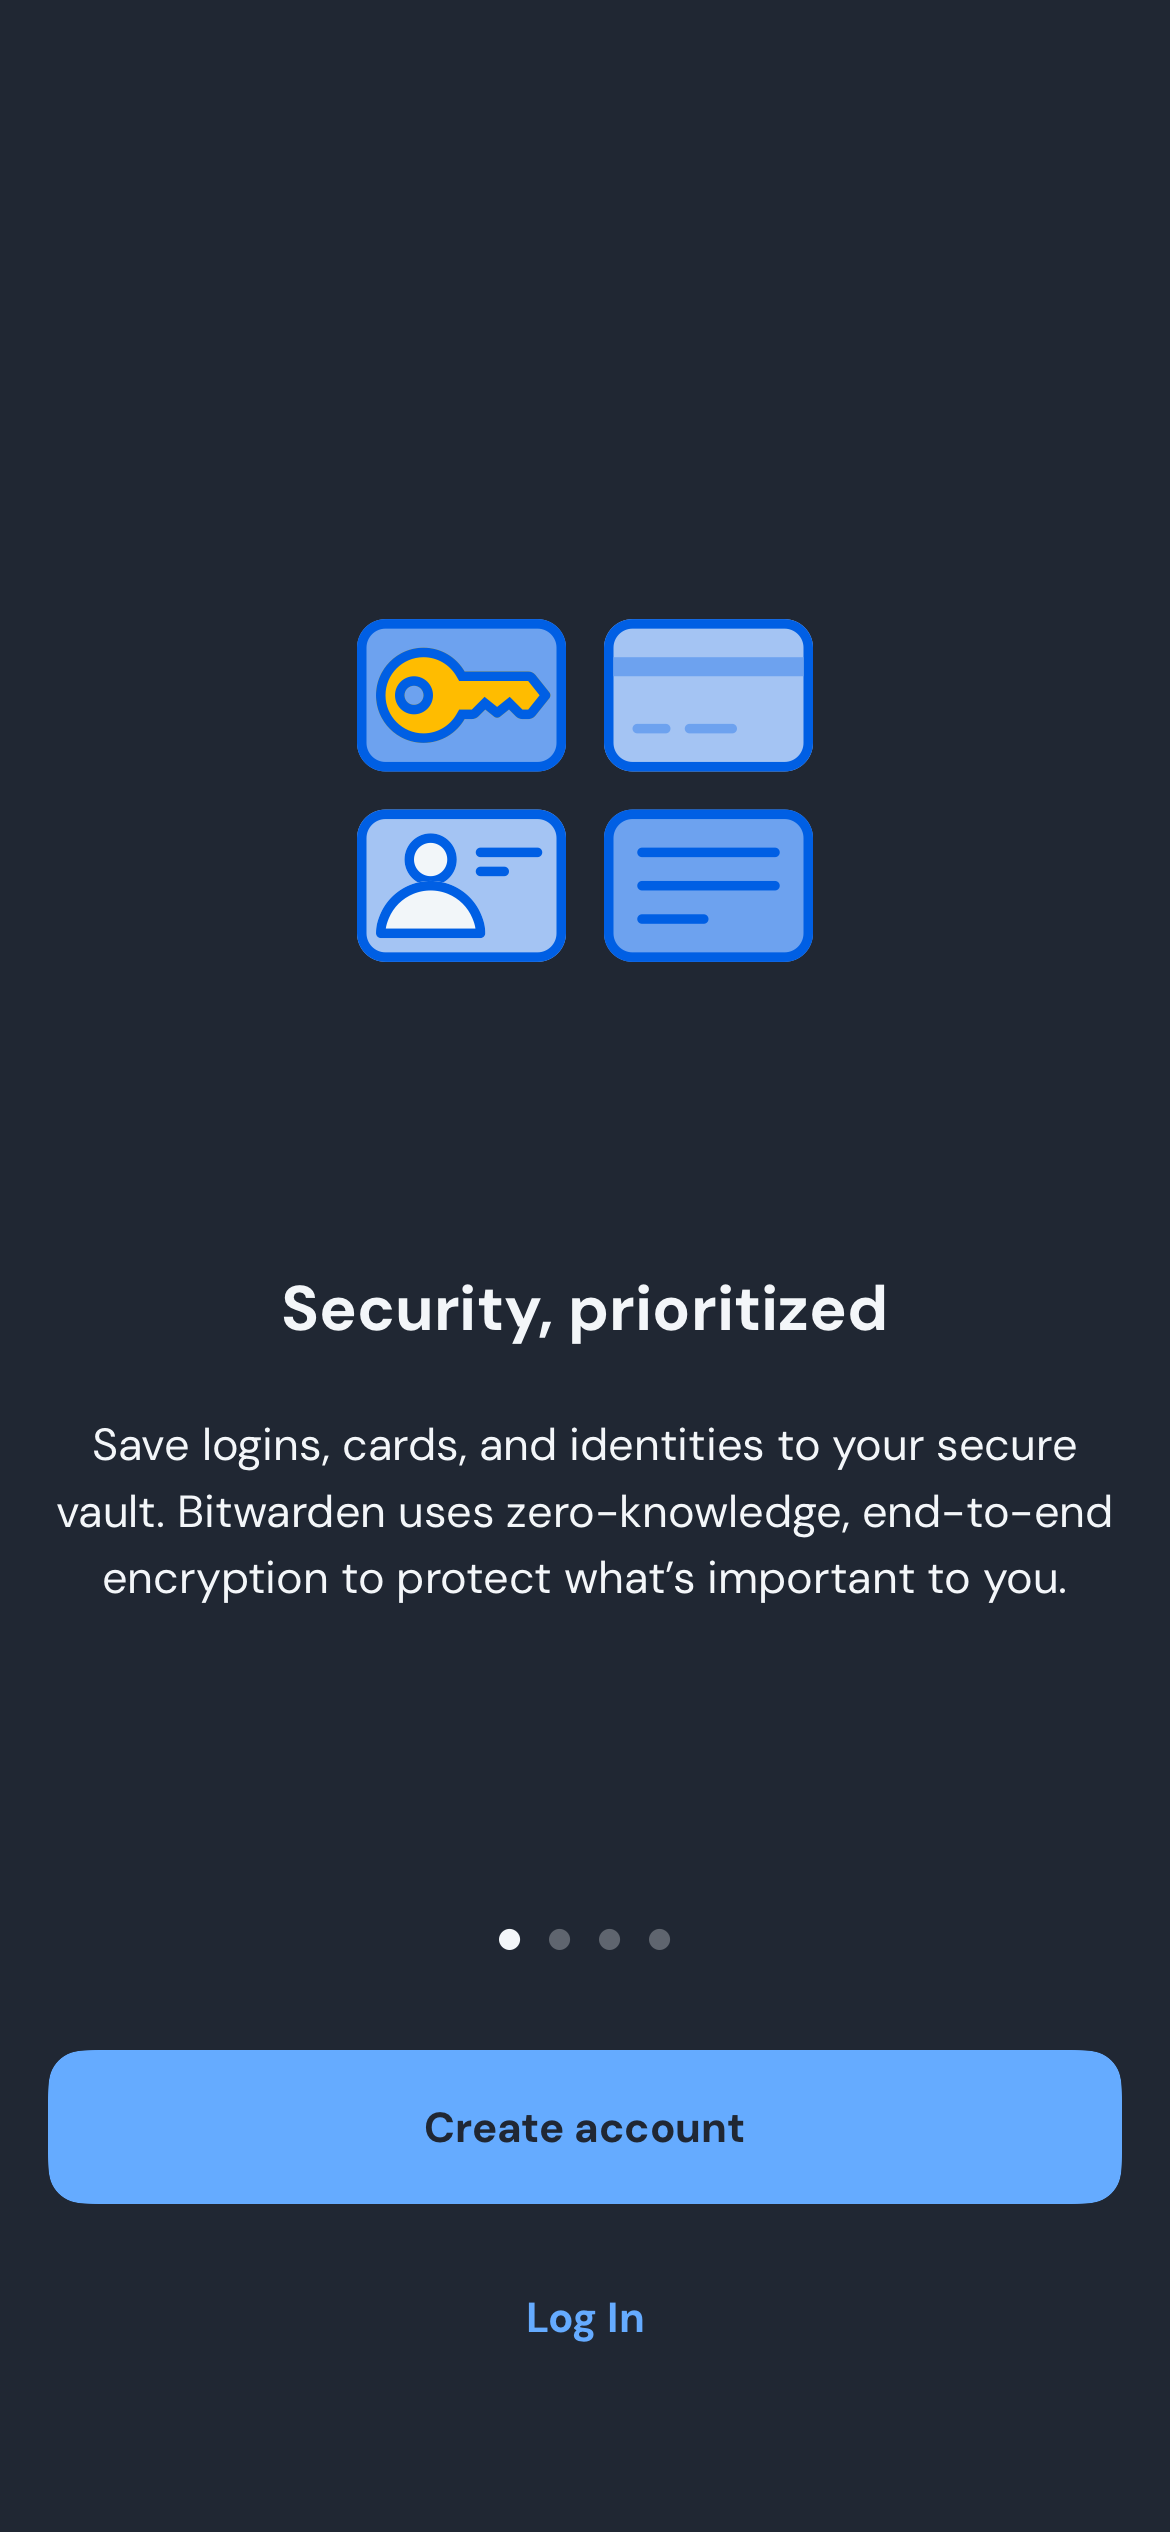 Security, prioritized
Save logins, cards, and identities to your secure
vault. Bitwarden uses zero-knowledge, end-to-end
encryption to protect what’s important to you.
Create account
Log In